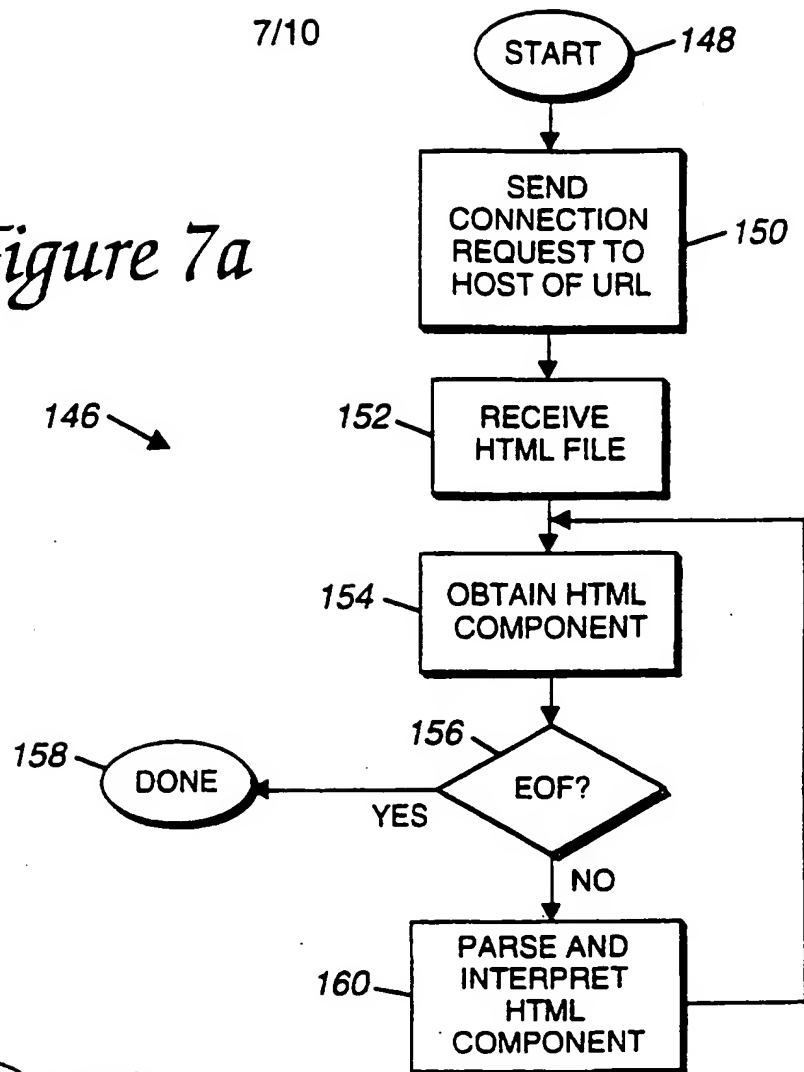 7/10
START
148
SEND
CONNECTION
REQUEST TO
HOST OF URL
150
Figure 7a
146
152
RECEIVE
HTML FILE
154
OBTAIN HTML
COMPONENT
156
158
DONE
EOF?
YES
NO
160
PARSE AND
INTERPRET
HTML
COMPONENT